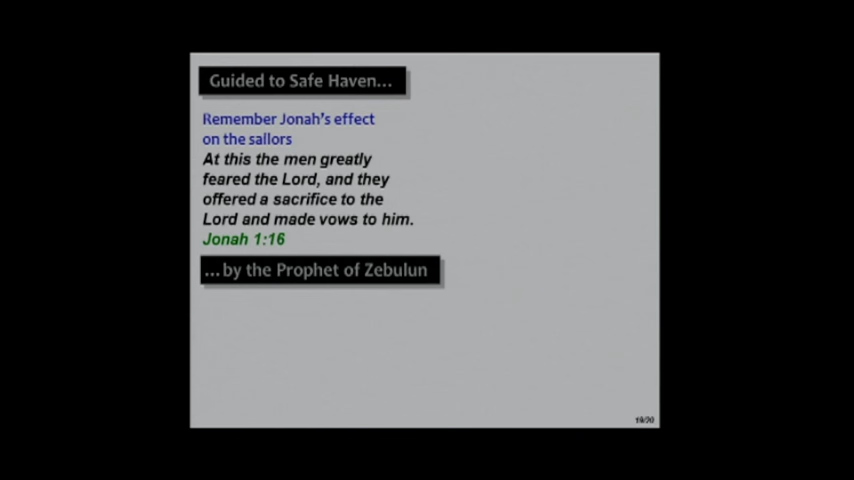 Guided to Safe Haven...
Remember Jonah's effect
on the sailors
At this the men greatly
feared the Lord, and they
offered a sacrifice to the
Lord and made vows to him.
Jonah 1:16
...by the Prophet of Zebulun